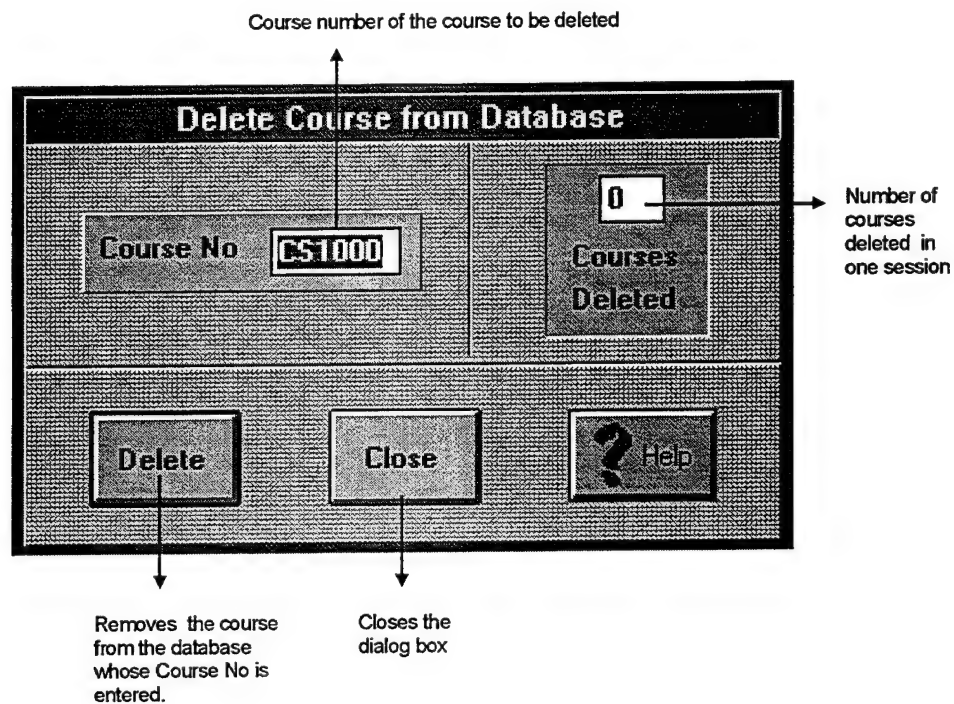 Course number of the course to be deleted
Delete Course from Database
Course No CS1000
0
Courses
Deleted
Number of
courses
deleted in
one session
Delete
Close
? Help
Removes the course
from the database
whose Course No is
entered.
Closes the
dialog box